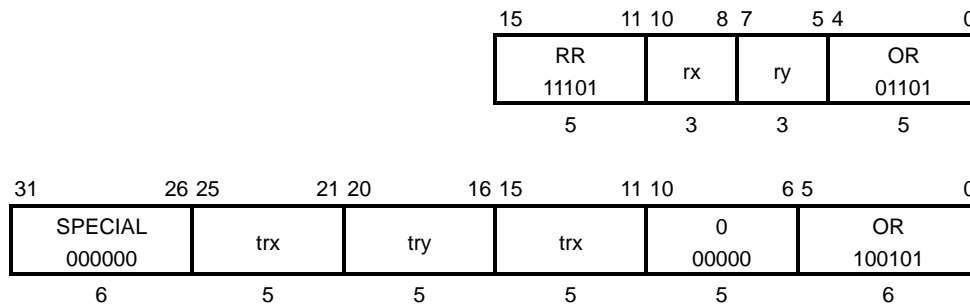 15 11 10 8 7 5 4 0
RR rx ry OR
11101 01101
5 3 3 5
31 26 25 21 20 16 15 11 10 6 5 0
SPECIAL trx try trx 0 OR
000000 00000 100101
6 5 5 5 5 6